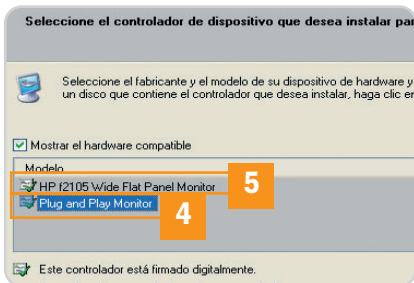 Seleccione el controlador de dispositivo que desea instalar par
Seleccione el fabricante y el modelo de su dispositivo de hardware y
un disco que contiene el controlador que desea instalar, haga clic en
Mostrar el hardware compatible
Modelo
HP f2105 Wide Flat Panel Monitor
5
Plug and Play Monitor
4
Este controlador está firmado digitalmente.